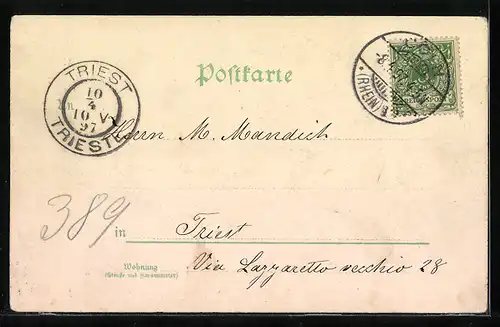 Postkarte
TRIEST
10
4
10 V
97
TRIESTE
(RHEIN)
Herrn M. Mandich
389
in Triest
Wohnung
(Straße und Hausnummer)
Via Lazzaretto vecchio 28